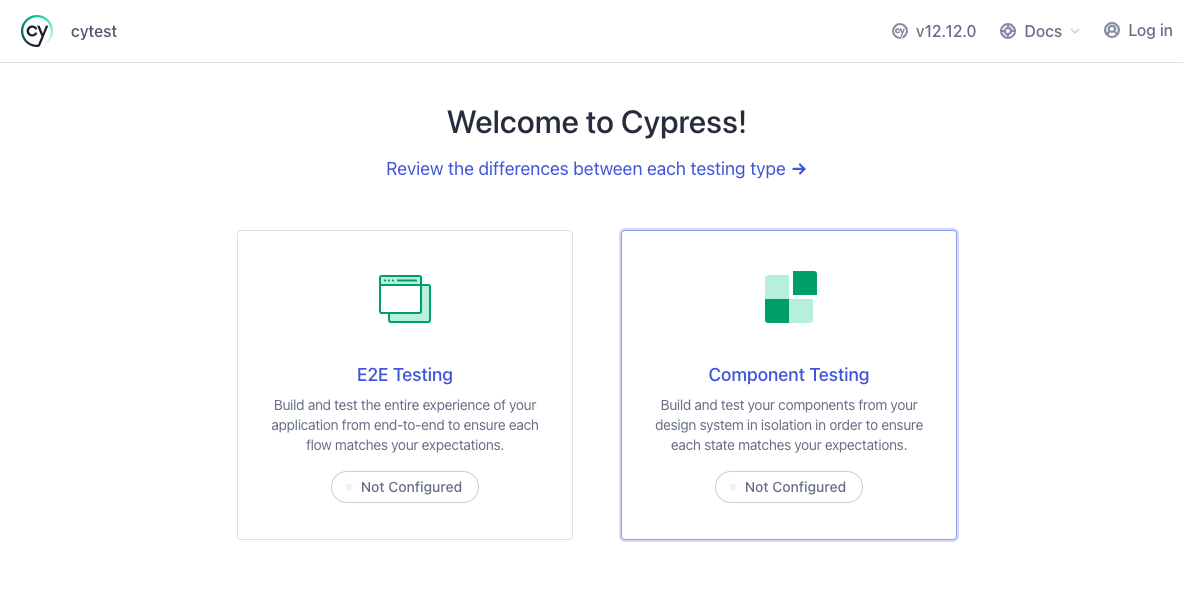 cy cytest
cy v12.12.0 Docs Log in
Welcome to Cypress!
Review the differences between each testing type →
E2E Testing
Build and test the entire experience of your
application from end-to-end to ensure each
flow matches your expectations.
Not Configured
Component Testing
Build and test your components from your
design system in isolation in order to ensure
each state matches your expectations.
Not Configured